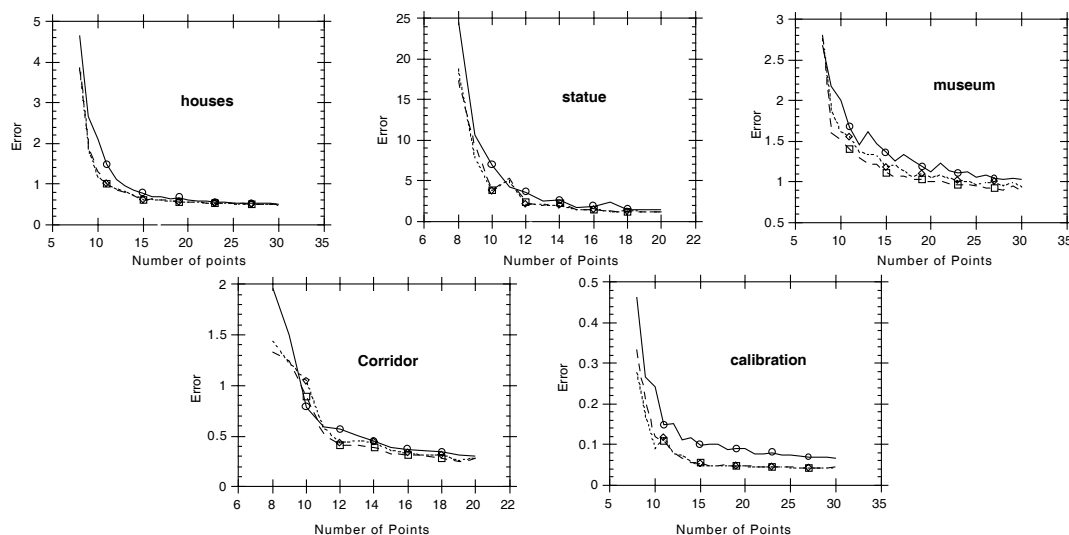 5
4
3
2
1
0
Error
houses
5 10 15 20 25 30 35
Number of points
25
20
15
10
5
0
Error
statue
6 8 10 12 14 16 18 20 22
Number of Points
3
2.5
2
1.5
1
0.5
Error
museum
5 10 15 20 25 30 35
Number of Points
2
1.5
1
0.5
0
Error
Corridor
6 8 10 12 14 16 18 20 22
Number of Points
0.5
0.4
0.3
0.2
0.1
0
Error
calibration
5 10 15 20 25 30 35
Number of Points